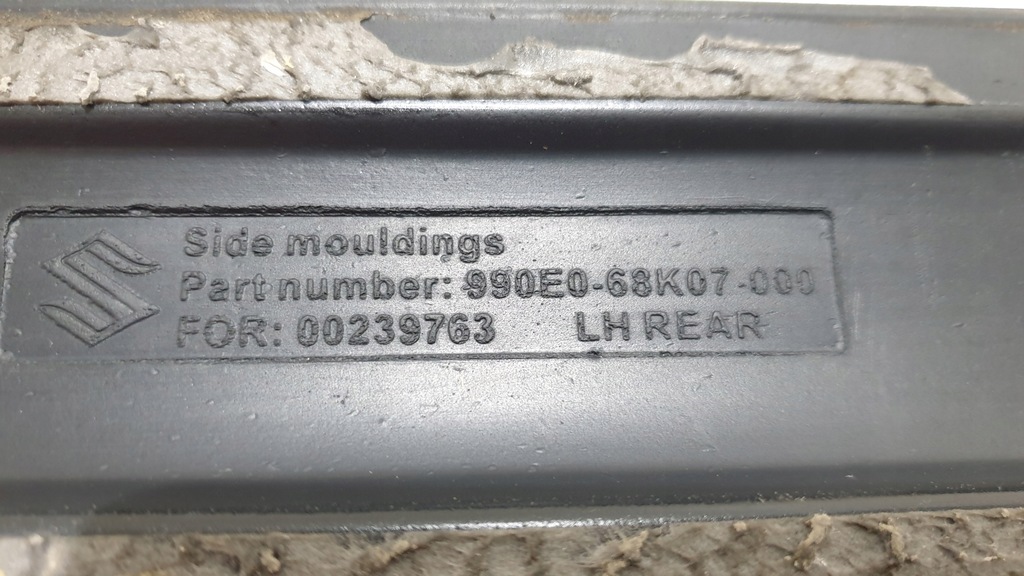 Side mouldings
Part number: 990E0-68K07-000
FOR: 00239763 LH REAR